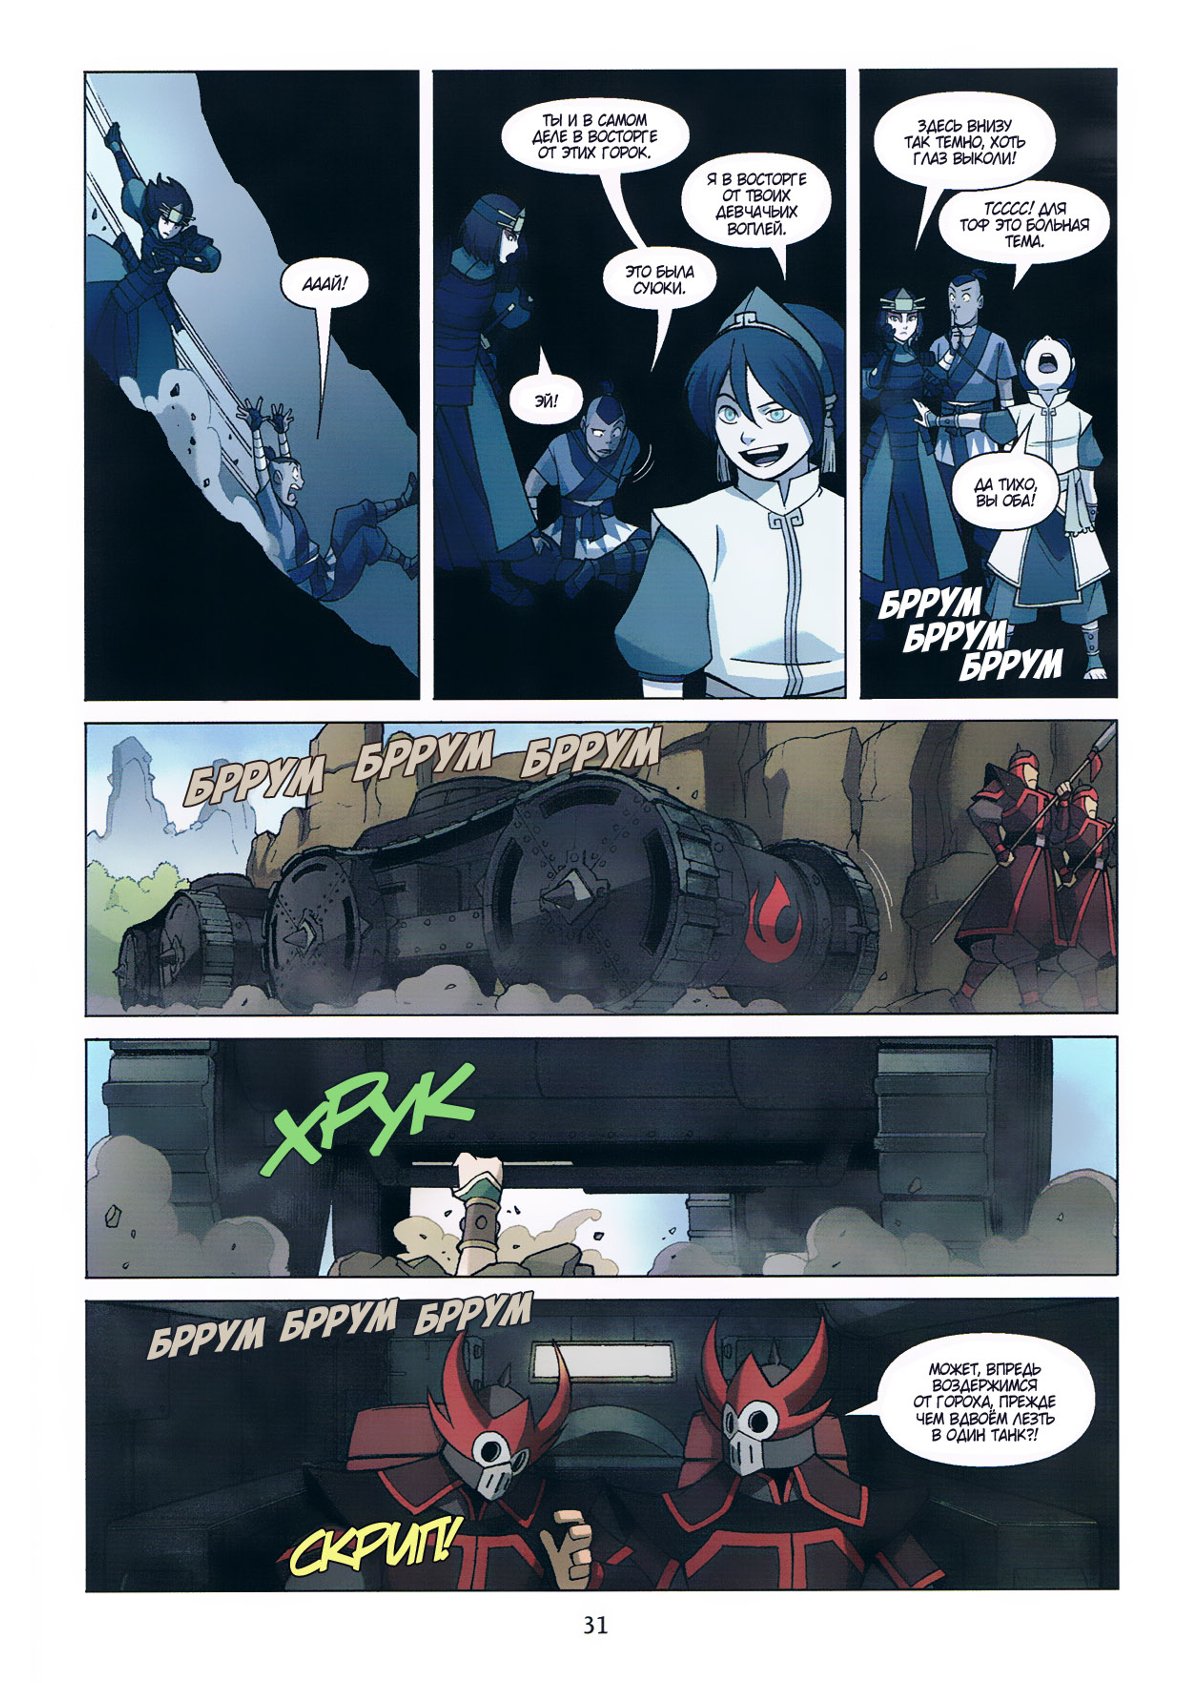 АААЙ!
ТЫ И В САМОМ
ДЕЛЕ В ВОСТОРГЕ
ОТ ЭТИХ ГОРОК.
Я В ВОСТОРГЕ
ОТ ТВОИХ
ДЕВЧАЧЬИХ
ВОПЛЕЙ.
ЭТО БЫЛА
СУЮКИ.
ЭЙ!
ЗДЕСЬ ВНИЗУ
ТАК ТЕМНО, ХОТЬ
ГЛАЗ ВЫКОЛИ!
ТСССС! ДЛЯ
ТОФ ЭТО БОЛЬНАЯ
ТЕМА.
ДА ТИХО,
ВЫ ОБА!
БРРУМ
БРРУМ
БРРУМ
БРРУМ БРРУМ БРРУМ
ХРУК
БРРУМ БРРУМ БРРУМ
МОЖЕТ, ВПРЕДЬ
ВОЗДЕРЖИМСЯ
ОТ ГОРОХА, ПРЕЖДЕ
ЧЕМ ВДВОЁМ ЛЕЗТЬ
В ОДИН ТАНК?!
СКРИП!
31